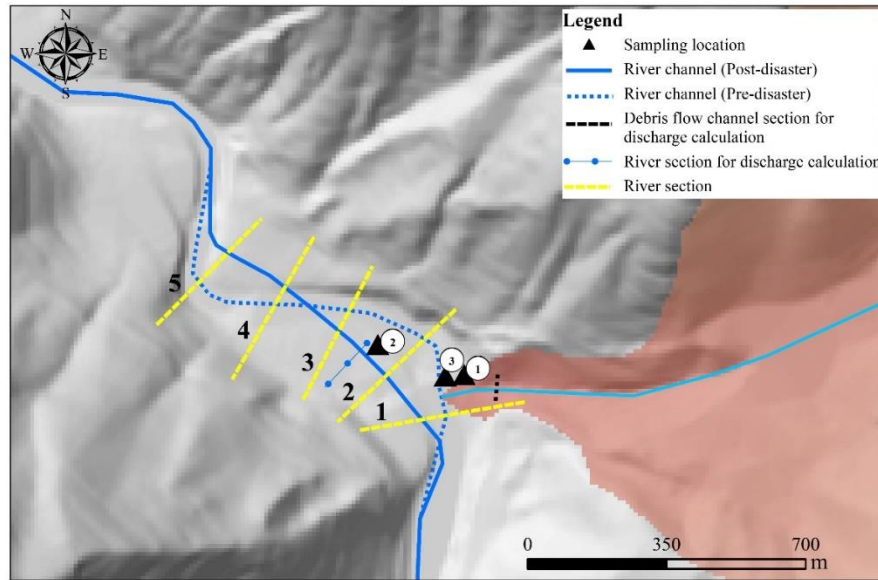 N
W E
S
Legend
Sampling location
River channel (Post-disaster)
River channel (Pre-disaster)
Debris flow channel section for
discharge calculation
River section for discharge calculation
River section
5
4
3
2
1
2
3
1
0 350 700
m